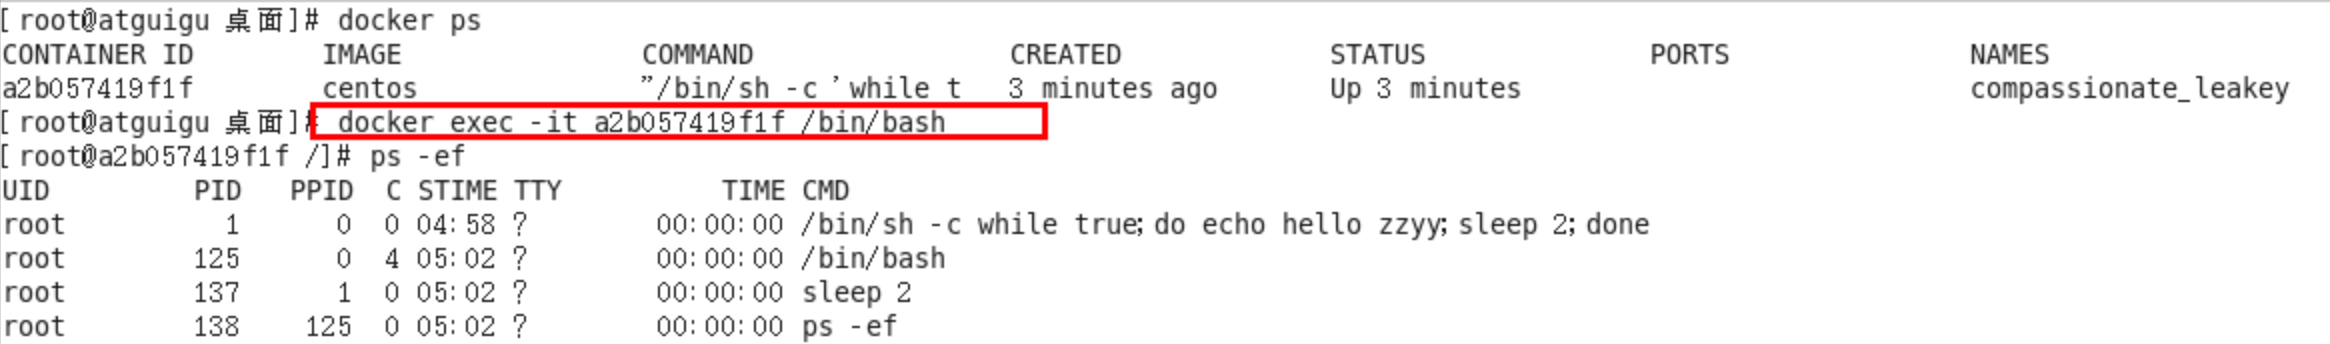 [root@atguigu 桌面]# docker ps
CONTAINER ID        IMAGE               COMMAND                CREATED             STATUS              PORTS               NAMES
a2b057419f1f        centos              "/bin/sh -c 'while t   3 minutes ago       Up 3 minutes                            compassionate_leakey
[root@atguigu 桌面]# docker exec -it a2b057419f1f /bin/bash
[root@a2b057419f1f /]# ps -ef
UID         PID   PPID  C STIME TTY          TIME CMD
root          1      0  0 04:58 ?        00:00:00 /bin/sh -c while true; do echo hello zzyy; sleep 2; done
root        125      0  4 05:02 ?        00:00:00 /bin/bash
root        137      1  0 05:02 ?        00:00:00 sleep 2
root        138    125  0 05:02 ?        00:00:00 ps -ef